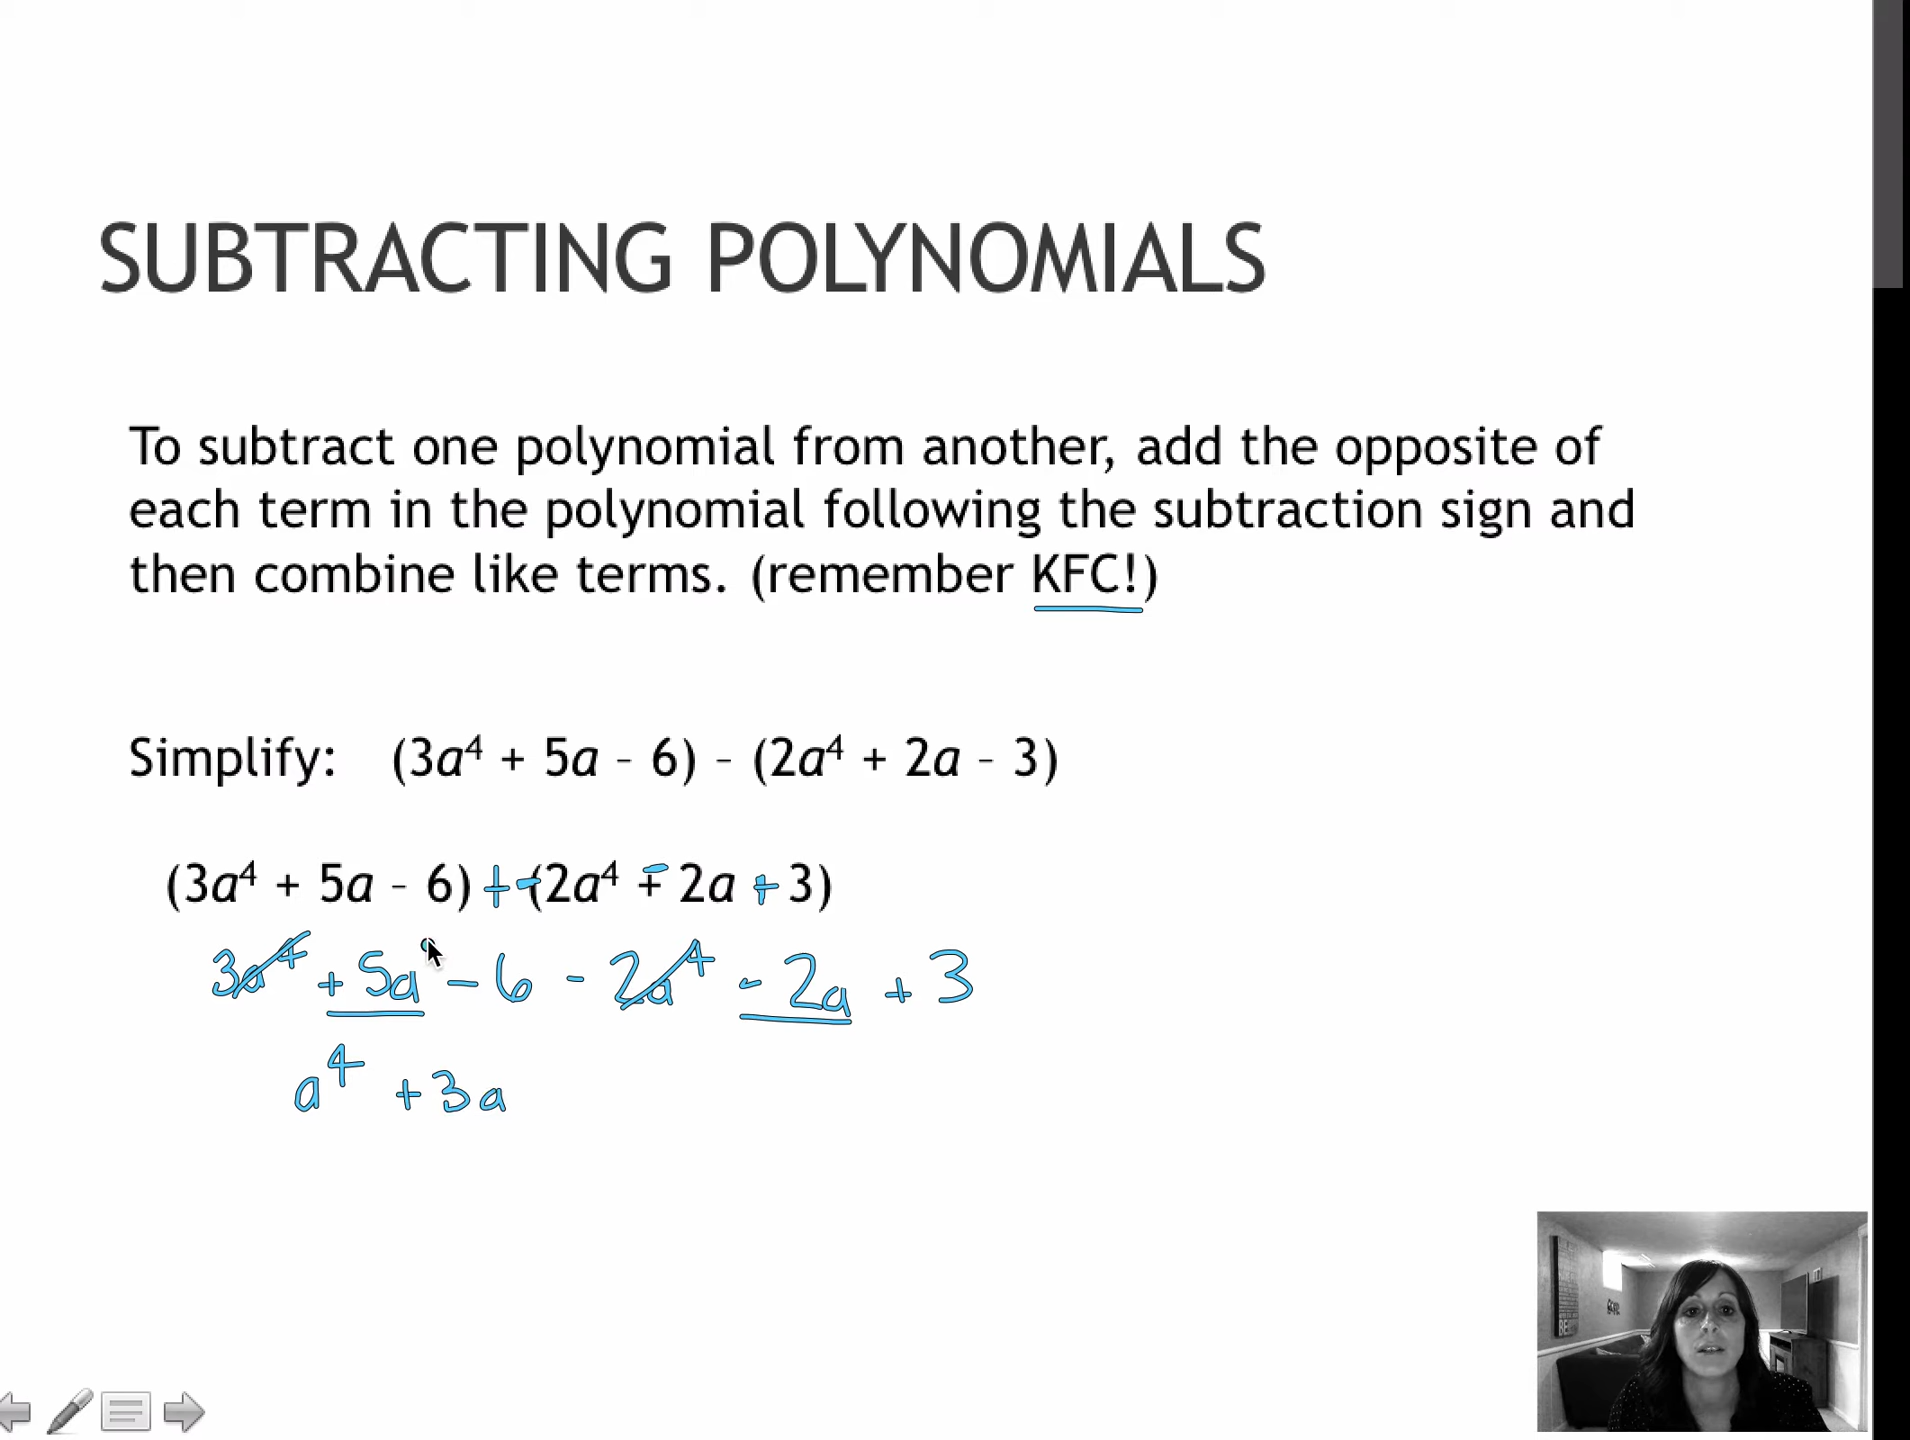 SUBTRACTING POLYNOMIALS
To subtract one polynomial from another, add the opposite of
each term in the polynomial following the subtraction sign and
then combine like terms. (remember KFC!)
Simplify: (3a⁴ + 5a – 6) – (2a⁴ + 2a – 3)
(3a⁴ + 5a – 6) + - (2a⁴ - 2a + 3)
3a⁴ + 5a - 6 - 2a⁴ - 2a + 3
a⁴ + 3a